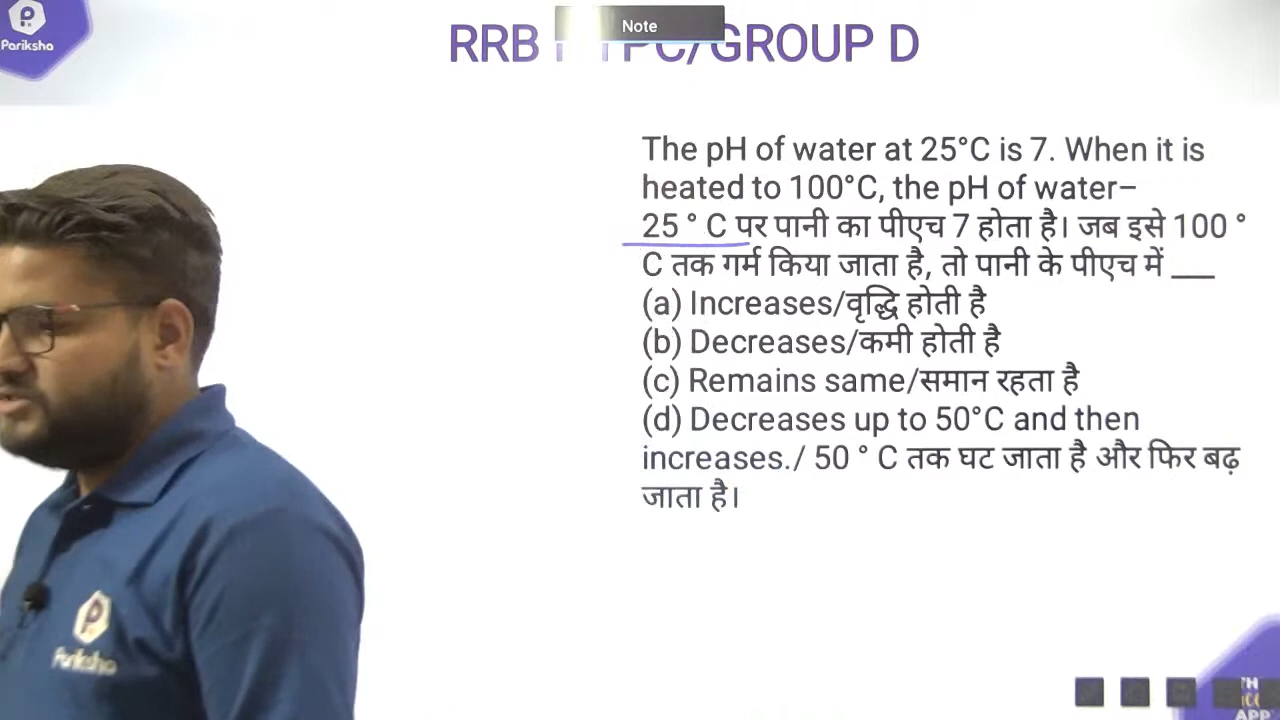 Pariksha
Note
RRB NTPC/GROUP D
The pH of water at 25°C is 7. When it is
heated to 100°C, the pH of water–
25 ° C पर पानी का पीएच 7 होता है। जब इसे 100 °
C तक गर्म किया जाता है, तो पानी के पीएच में ___
(a) Increases/वृद्धि होती है
(b) Decreases/कमी होती है
(c) Remains same/समान रहता है
(d) Decreases up to 50°C and then
increases./ 50 ° C तक घट जाता है और फिर बढ़
जाता है।
Pariksha
APP